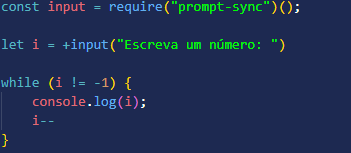 const input = require("prompt-sync")();
let i = +input("Escreva um número: ")
while (i != -1) {
    console.log(i);
    i--
}